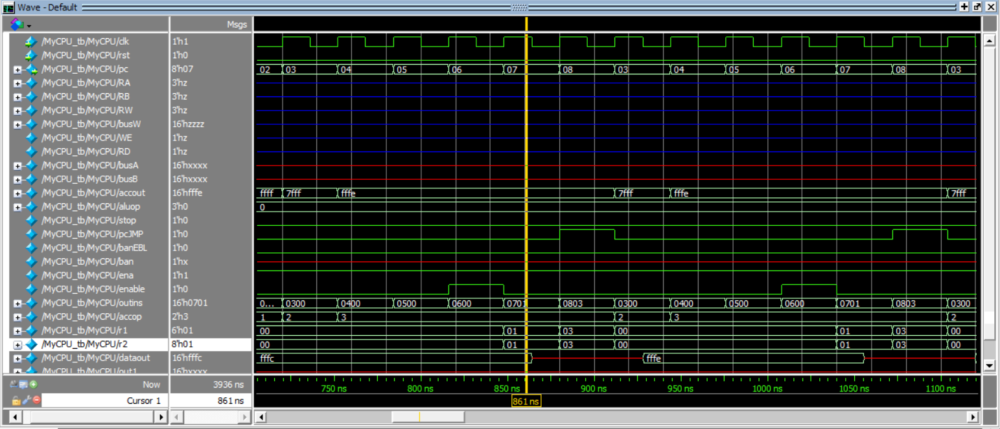 Wave - Default
Msgs
/MyCPU_tb/MyCPU/clk 1'h1
/MyCPU_tb/MyCPU/rst 1'h0
/MyCPU_tb/MyCPU/pc 8'h07 02 03 04 05 06 07 08 03 04 05 06 07 08 03
/MyCPU_tb/MyCPU/RA 3'hz
/MyCPU_tb/MyCPU/RB 3'hz
/MyCPU_tb/MyCPU/RW 3'hz
/MyCPU_tb/MyCPU/busW 16'hzzzz
/MyCPU_tb/MyCPU/WE 1'hz
/MyCPU_tb/MyCPU/RD 1'hz
/MyCPU_tb/MyCPU/busA 16'hxxxx
/MyCPU_tb/MyCPU/busB 16'hxxxx
/MyCPU_tb/MyCPU/accout 16'hfffe ffff 7fff fffe 7fff fffe 7fff
/MyCPU_tb/MyCPU/aluop 3'h0 0
/MyCPU_tb/MyCPU/stop 1'h0
/MyCPU_tb/MyCPU/pcJMP 1'h0
/MyCPU_tb/MyCPU/banEBL 1'h0
/MyCPU_tb/MyCPU/ban 1'hx
/MyCPU_tb/MyCPU/ena 1'h1
/MyCPU_tb/MyCPU/enable 1'h0
/MyCPU_tb/MyCPU/outins 16'h0701 0... 0300 0400 0500 0600 0701 0803 0300 0400 0500 0600 0701 0803 0300
/MyCPU_tb/MyCPU/accop 2'h3 1 2 3 2 3 2
/MyCPU_tb/MyCPU/r1 6'h01 00 01 03 00 01 03 00
/MyCPU_tb/MyCPU/r2 8'h01 00 01 03 00 01 03 00
/MyCPU_tb/MyCPU/dataout 16'hfffc fffc fffe
/MyCPU_tb/MyCPU/out1 16'hxxxx
Now 3936 ns 750 ns 800 ns 850 ns 900 ns 950 ns 1000 ns 1050 ns 1100 ns
Cursor 1 861 ns 861 ns